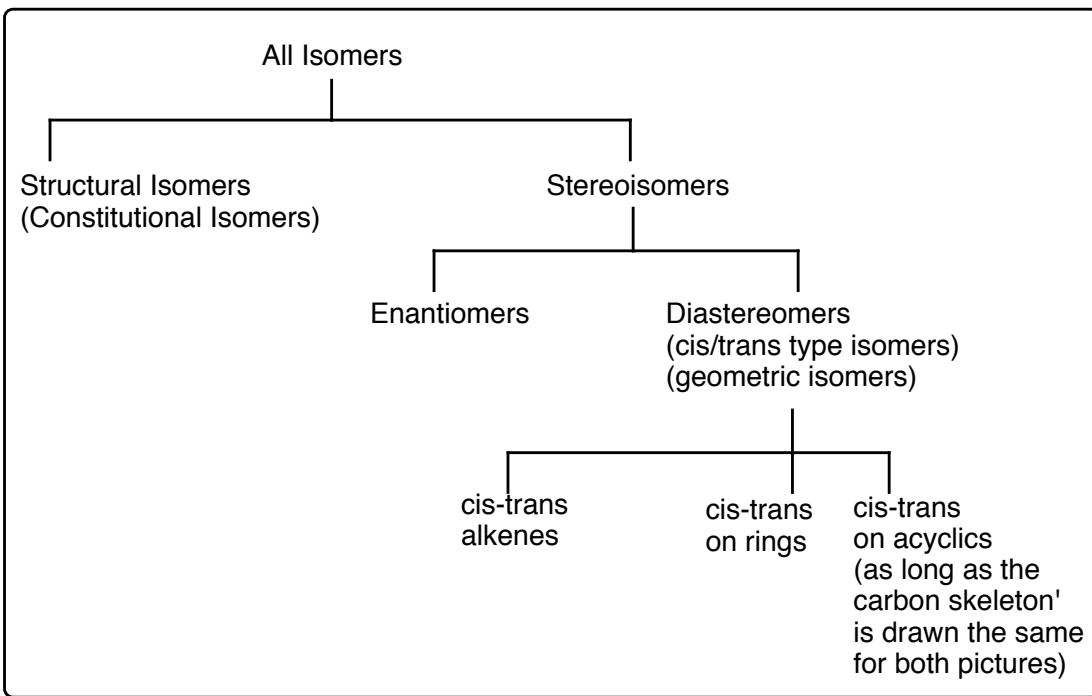 All Isomers
Structural Isomers
(Constitutional Isomers)
Stereoisomers
Enantiomers
Diastereomers
(cis/trans type isomers)
(geometric isomers)
cis-trans
alkenes
cis-trans
on rings
cis-trans
on acyclics
(as long as the
carbon skeleton'
is drawn the same
for both pictures)